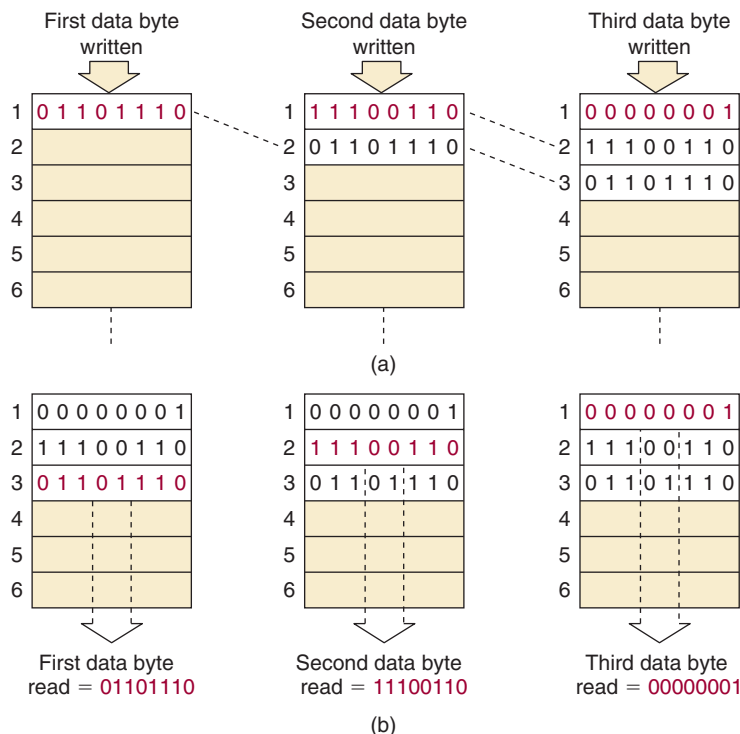 First data byte
written
Second data byte
written
Third data byte
written
1 0 1 1 0 1 1 1 0
2
3
4
5
6
1 1 1 1 0 0 1 1 0
2 0 1 1 0 1 1 1 0
3
4
5
6
1 0 0 0 0 0 0 0 1
2 1 1 1 0 0 1 1 0
3 0 1 1 0 1 1 1 0
4
5
6
(a)
1 0 0 0 0 0 0 0 1
2 1 1 1 0 0 1 1 0
3 0 1 1 0 1 1 1 0
4
5
6
First data byte
read = 01101110
1 0 0 0 0 0 0 0 1
2 1 1 1 0 0 1 1 0
3 0 1 1 0 1 1 1 0
4
5
6
Second data byte
read = 11100110
1 0 0 0 0 0 0 0 1
2 1 1 1 0 0 1 1 0
3 0 1 1 0 1 1 1 0
4
5
6
Third data byte
read = 00000001
(b)